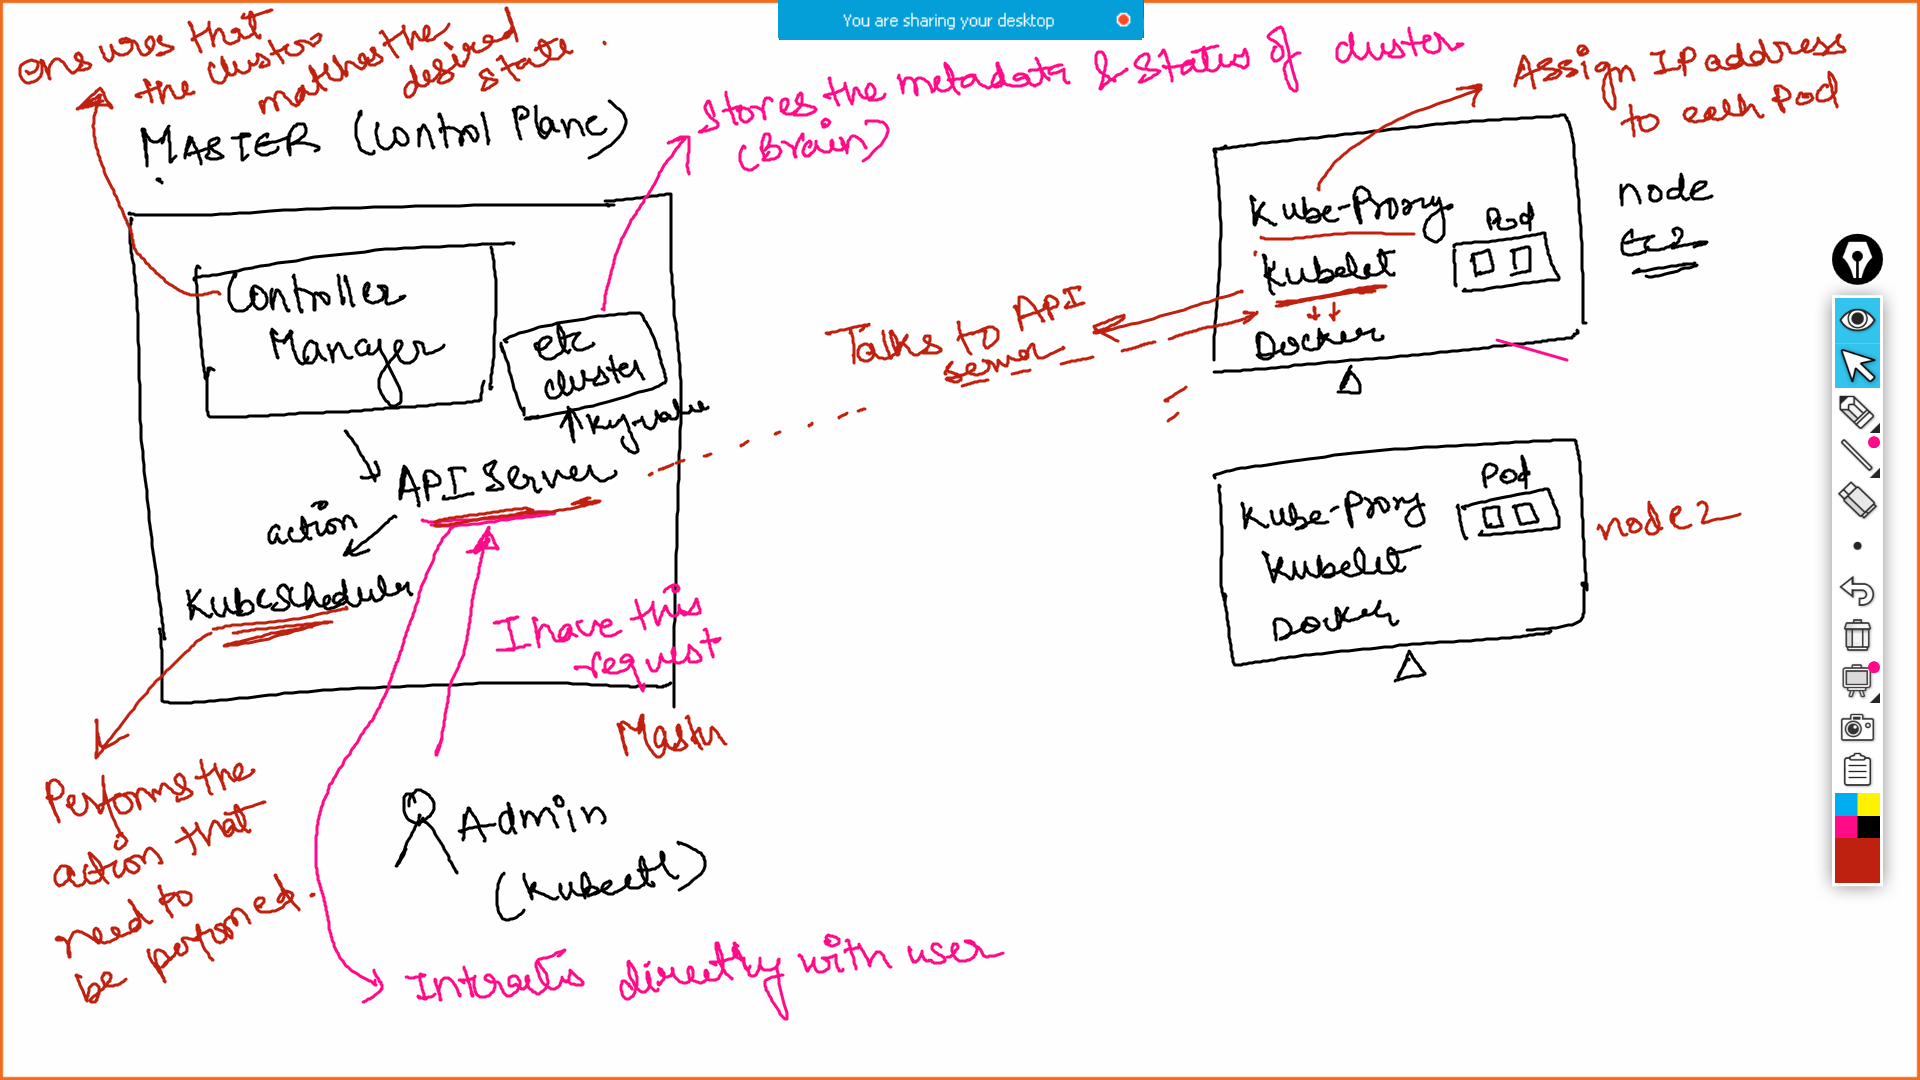 You are sharing your desktop
ensures that
the cluster
matches the
desired
state.
MASTER (Control Plane)
Stores the metadata & status of cluster
(Brain)
Assign IP address
to each Pod
Controller
Manager
etc
cluster
key-value
API Server
action
Kubescheduler
I have this
request
Master
Performs the
action that
need to
be performed.
Admin
(Kubectl)
Intracts directly with user
Talks to API
server
Kube-Proxy
Kubelet
Docker
Pod
node
EC2
Kube-Proxy
Kubelet
Docker
Pod
node2